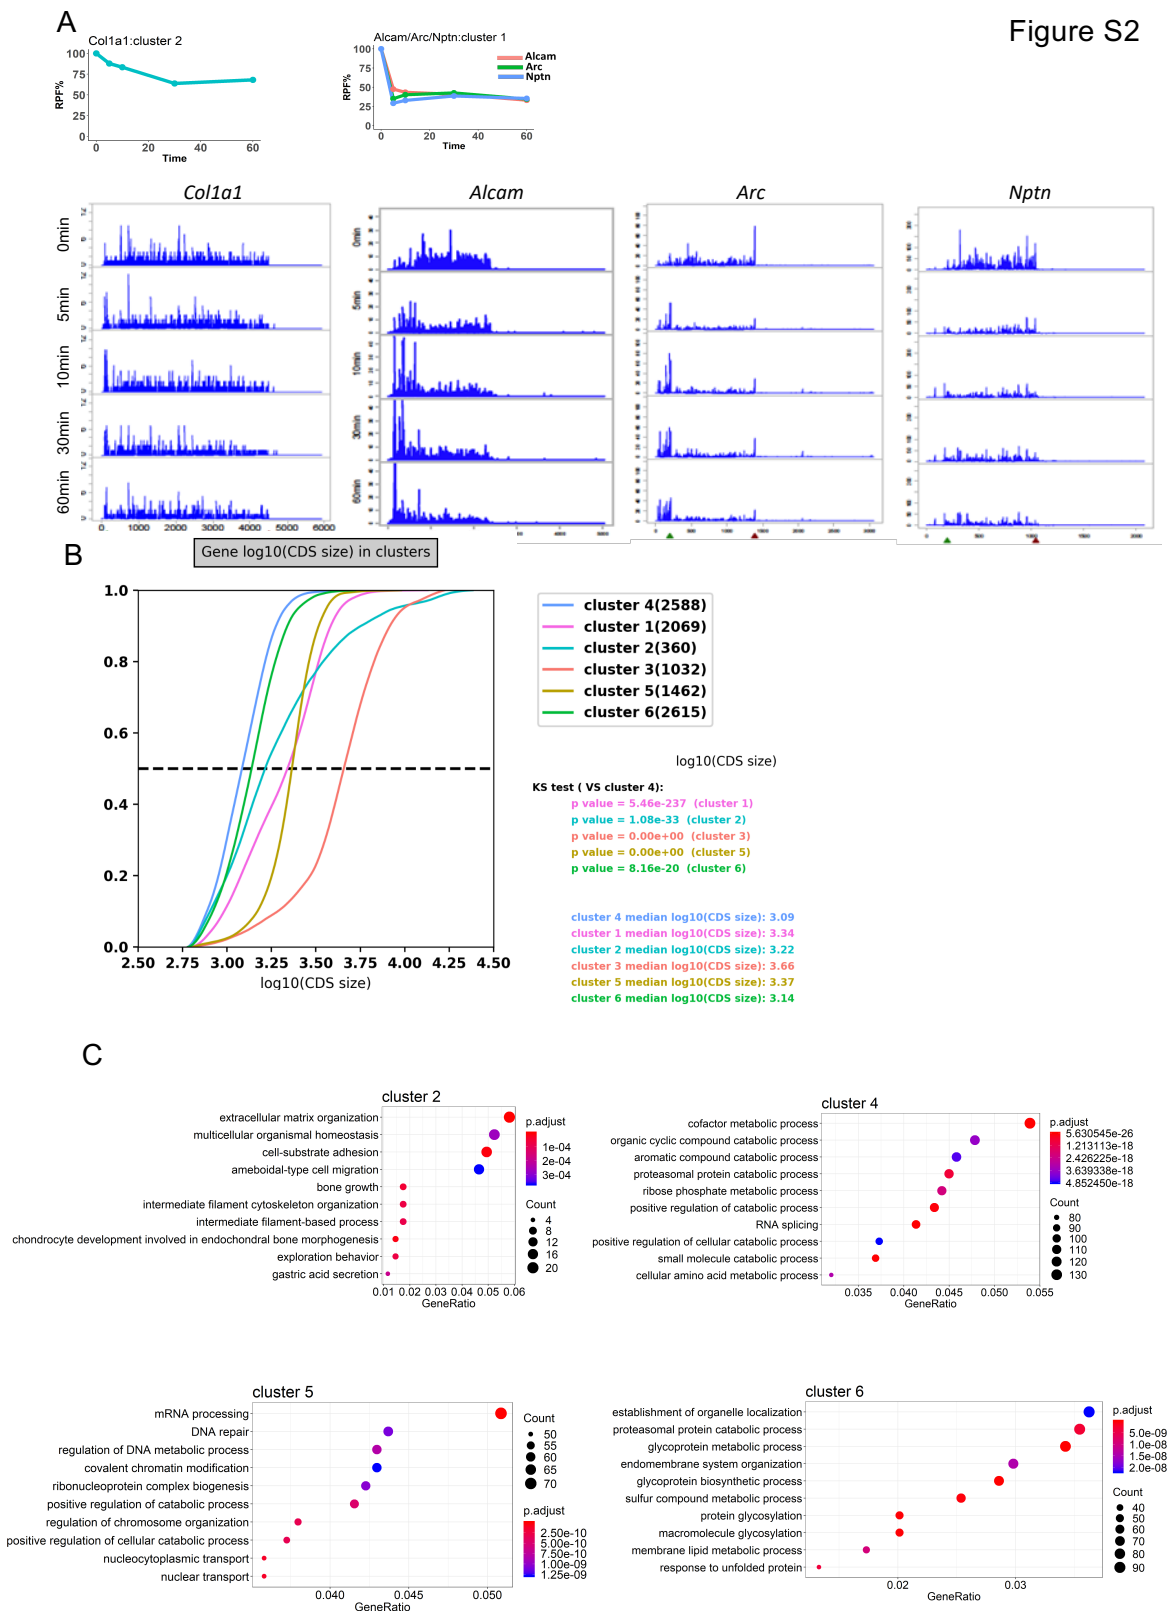 A
Figure S2
Col1a1:cluster 2
100
75
50
25
0
RPF%
0 20 40 60
Time
Alcam/Arc/Nptn:cluster 1
100
75
50
25
0
RPF%
Alcam
Arc
Nptn
0 20 40 60
Time
Col1a1
Alcam
Arc
Nptn
0min
5min
10min
30min
60min
0min
5min
10min
30min
60min
0 1000 2000 3000 4000 5000 6000
0 500 1000 1500 2000 2500 3000
0 500 1000 1500 2000
B
Gene log10(CDS size) in clusters
1.0
0.8
0.6
0.4
0.2
0.0
2.50 2.75 3.00 3.25 3.50 3.75 4.00 4.25 4.50
log10(CDS size)
cluster 4(2588)
cluster 1(2069)
cluster 2(360)
cluster 3(1032)
cluster 5(1462)
cluster 6(2615)
log10(CDS size)
KS test ( VS cluster 4):
p value = 5.46e-237 (cluster 1)
p value = 1.08e-33 (cluster 2)
p value = 0.00e+00 (cluster 3)
p value = 0.00e+00 (cluster 5)
p value = 8.16e-20 (cluster 6)
cluster 4 median log10(CDS size): 3.09
cluster 1 median log10(CDS size): 3.34
cluster 2 median log10(CDS size): 3.22
cluster 3 median log10(CDS size): 3.66
cluster 5 median log10(CDS size): 3.37
cluster 6 median log10(CDS size): 3.14
C
cluster 2
extracellular matrix organization
multicellular organismal homeostasis
cell-substrate adhesion
ameboidal-type cell migration
bone growth
intermediate filament cytoskeleton organization
intermediate filament-based process
chondrocyte development involved in endochondral bone morphogenesis
exploration behavior
gastric acid secretion
0.01 0.02 0.03 0.04 0.05 0.06
GeneRatio
p.adjust
1e-04
2e-04
3e-04
Count
4
8
12
16
20
cluster 4
cofactor metabolic process
organic cyclic compound catabolic process
aromatic compound catabolic process
proteasomal protein catabolic process
ribose phosphate metabolic process
positive regulation of catabolic process
RNA splicing
positive regulation of cellular catabolic process
small molecule catabolic process
cellular amino acid metabolic process
0.035 0.040 0.045 0.050 0.055
GeneRatio
p.adjust
5.630545e-26
1.213113e-18
2.426225e-18
3.639338e-18
4.852450e-18
Count
80
90
100
110
120
130
cluster 5
mRNA processing
DNA repair
regulation of DNA metabolic process
covalent chromatin modification
ribonucleoprotein complex biogenesis
positive regulation of catabolic process
regulation of chromosome organization
positive regulation of cellular catabolic process
nucleocytoplasmic transport
nuclear transport
0.040 0.045 0.050
GeneRatio
Count
50
55
60
65
70
p.adjust
2.50e-10
5.00e-10
7.50e-10
1.00e-09
1.25e-09
cluster 6
establishment of organelle localization
proteasomal protein catabolic process
glycoprotein metabolic process
endomembrane system organization
glycoprotein biosynthetic process
sulfur compound metabolic process
protein glycosylation
macromolecule glycosylation
membrane lipid metabolic process
response to unfolded protein
0.02 0.03
GeneRatio
p.adjust
5.0e-09
1.0e-08
1.5e-08
2.0e-08
Count
40
50
60
70
80
90